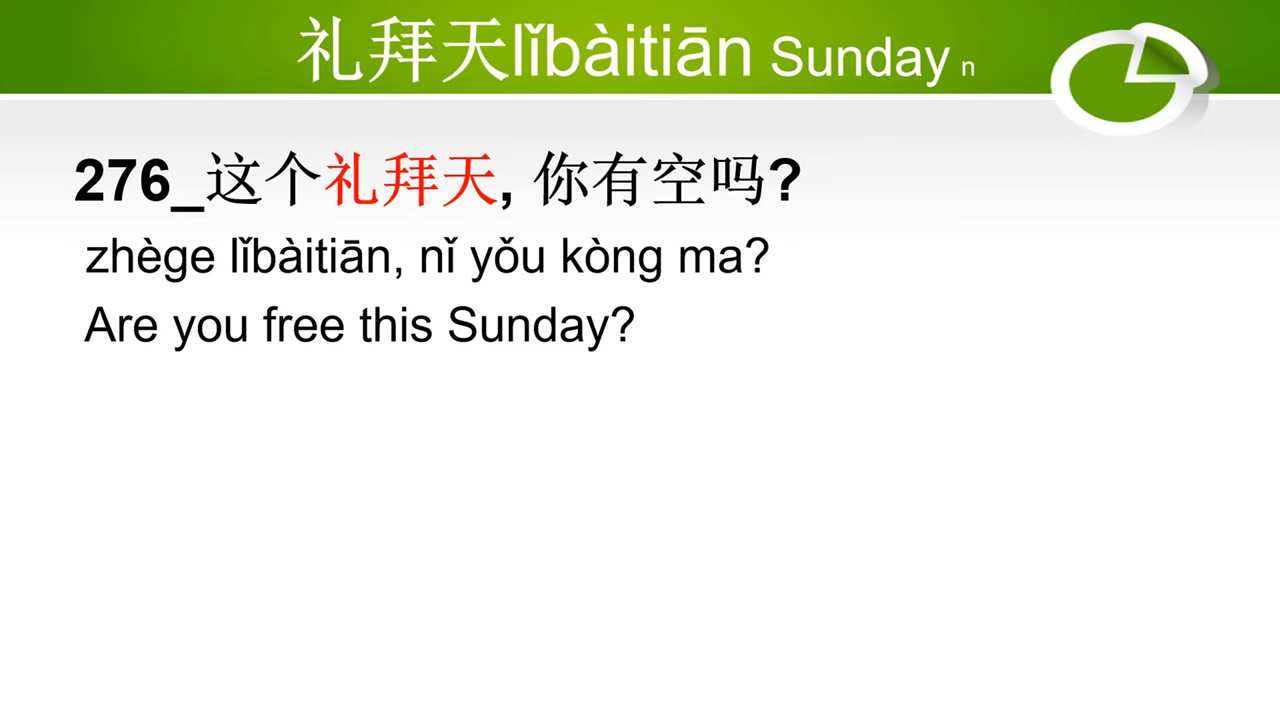 礼拜天lǐbàitiān Sunday n
276_这个礼拜天, 你有空吗?
zhège lǐbàitiān, nǐ yǒu kòng ma?
Are you free this Sunday?